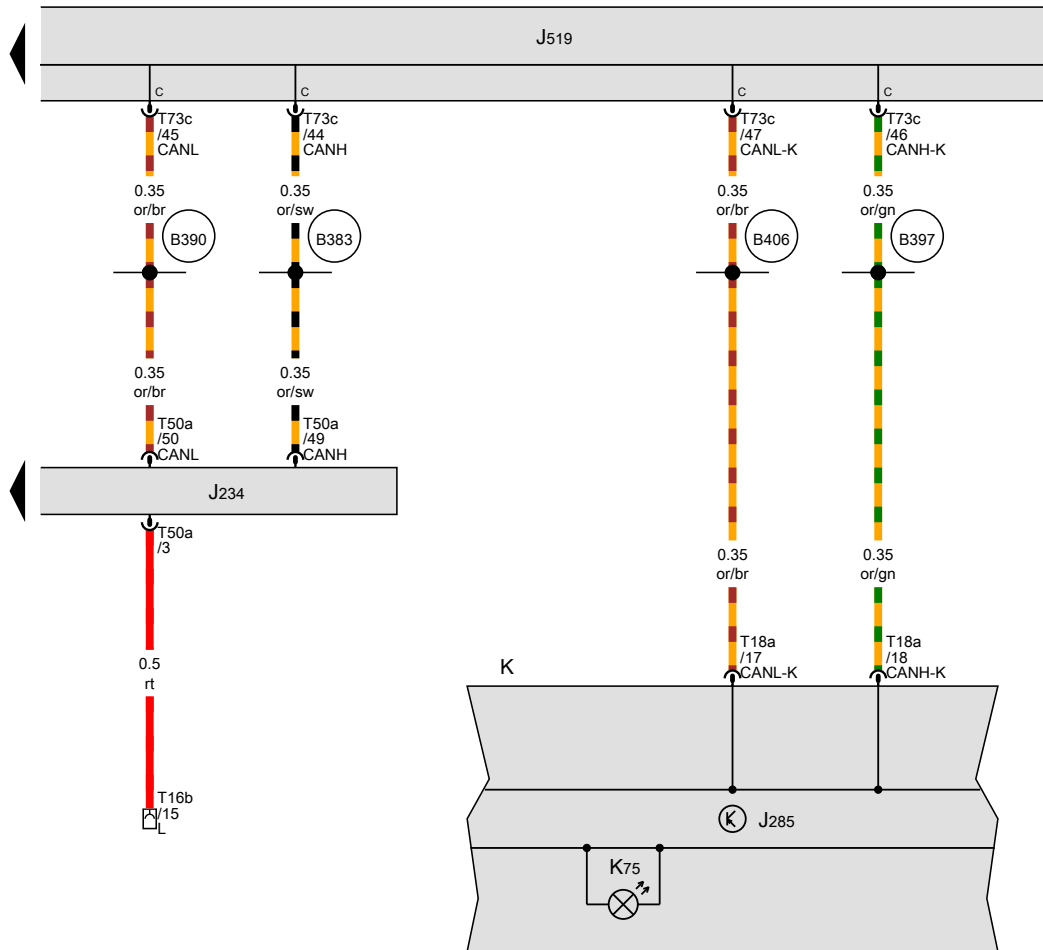 J519
C
C
C
C
T73c
/45
CANL
T73c
/44
CANH
T73c
/47
CANL-K
T73c
/46
CANH-K
0.35
or/br
0.35
or/sw
0.35
or/br
0.35
or/gn
B390
B383
B406
B397
0.35
or/br
0.35
or/sw
T50a
/50
CANL
T50a
/49
CANH
J234
T50a
/3
0.35
or/br
0.35
or/gn
T18a
/17
CANL-K
T18a
/18
CANH-K
0.5
rt
K
T16b
/15
L
J285
K75